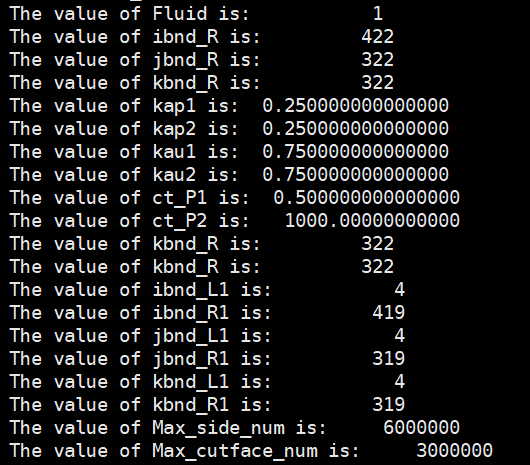 The value of Fluid is:           1
The value of ibnd_R is:         422
The value of jbnd_R is:         322
The value of kbnd_R is:         322
The value of kap1 is:  0.250000000000000
The value of kap2 is:  0.250000000000000
The value of kau1 is:  0.750000000000000
The value of kau2 is:  0.750000000000000
The value of ct_P1 is:  0.500000000000000
The value of ct_P2 is:   1000.00000000000
The value of kbnd_R is:         322
The value of kbnd_R is:         322
The value of ibnd_L1 is:           4
The value of ibnd_R1 is:         419
The value of jbnd_L1 is:           4
The value of jbnd_R1 is:         319
The value of kbnd_L1 is:           4
The value of kbnd_R1 is:         319
The value of Max_side_num is:     6000000
The value of Max_cutface_num is:     3000000